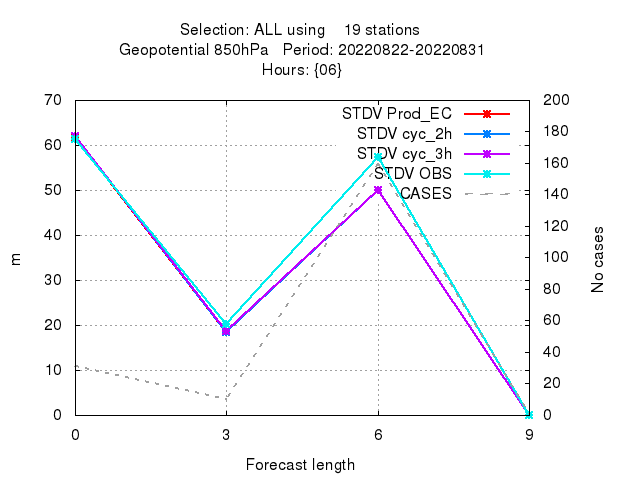 Selection: ALL using    19 stations
Geopotential 850hPa   Period: 20220822-20220831
Hours: {06}
70
60
50
40
30
20
10
0
m
200
180
160
140
120
100
80
60
40
20
0
No cases
STDV Prod_EC
STDV cyc_2h
STDV cyc_3h
STDV OBS
CASES
0 3 6 9
Forecast length